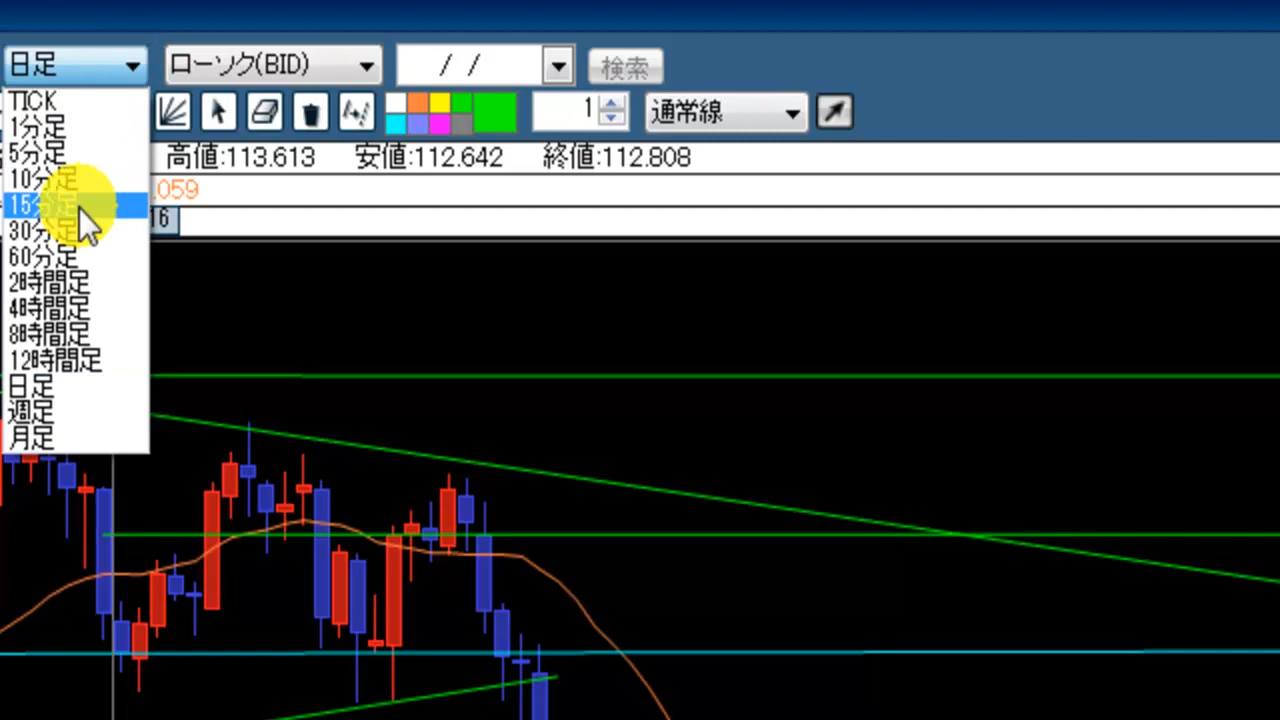 日足 ローソク(BID) / / 検索
TICK
1分足 1 通常線
5分足 高値:113.613 安値:112.642 終値:112.808
10分足 .059
15分足 16
30分足
60分足
2時間足
4時間足
8時間足
12時間足
日足
週足
月足